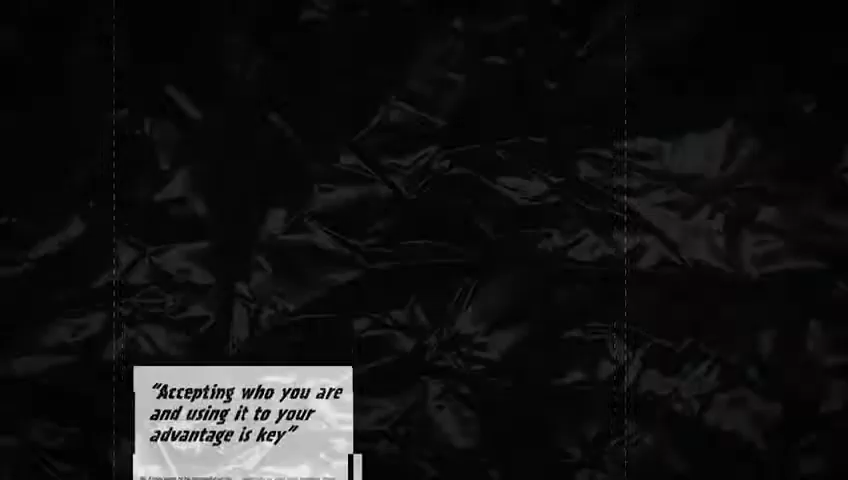 “Accepting who you are
and using it to your
advantage is key”